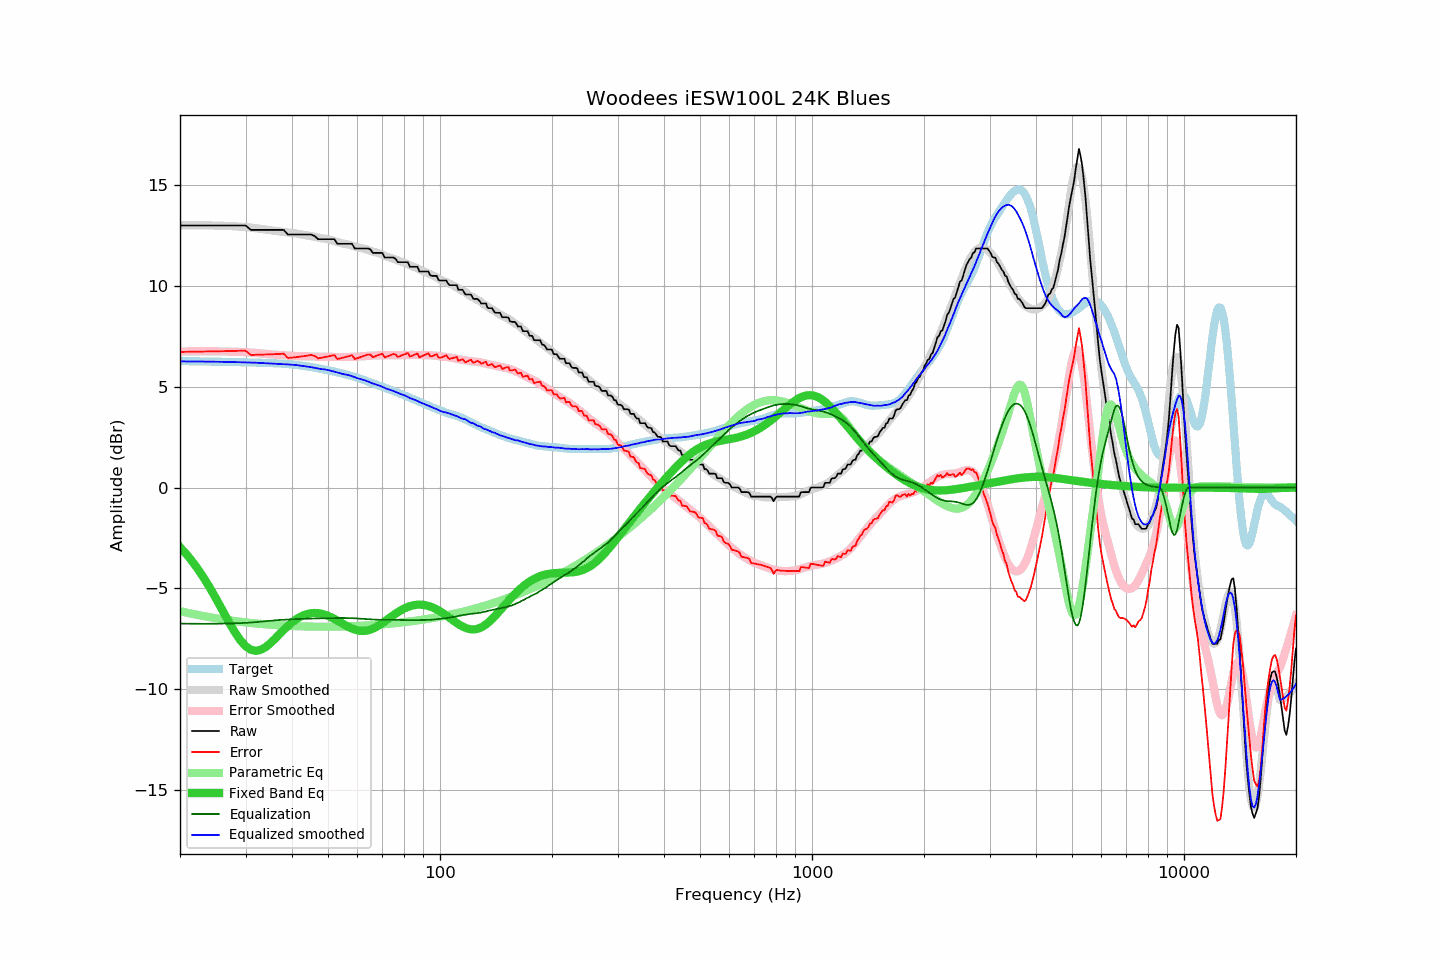 Woodees iESW100L 24K Blues
Amplitude (dBr)
15
10
5
0
−5
−10
−15
Target
Raw Smoothed
Error Smoothed
Raw
Error
Parametric Eq
Fixed Band Eq
Equalization
Equalized smoothed
100
1000
10000
Frequency (Hz)